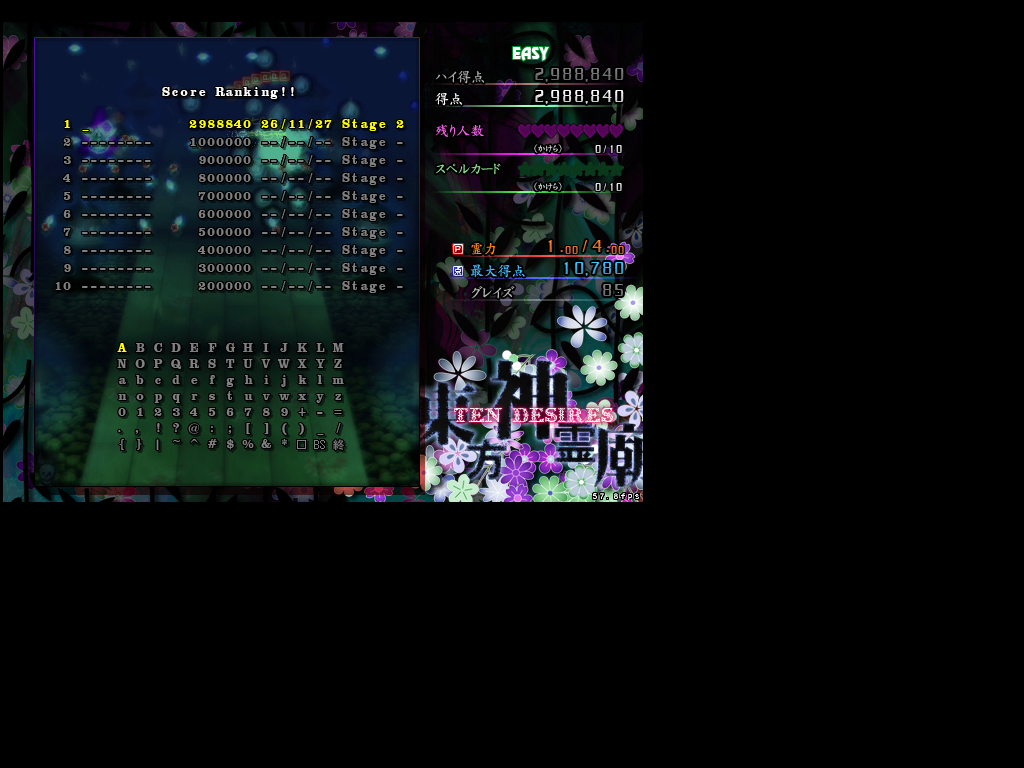 Score Ranking!!
1 _ 2988840 26/11/27 Stage 2
2 -------- 1000000 --/--/-- Stage -
3 -------- 900000 --/--/-- Stage -
4 -------- 800000 --/--/-- Stage -
5 -------- 700000 --/--/-- Stage -
6 -------- 600000 --/--/-- Stage -
7 -------- 500000 --/--/-- Stage -
8 -------- 400000 --/--/-- Stage -
9 -------- 300000 --/--/-- Stage -
10 -------- 200000 --/--/-- Stage -
A B C D E F G H I J K L M
N O P Q R S T U V W X Y Z
a b c d e f g h i j k l m
n o p q r s t u v w x y z
0 1 2 3 4 5 6 7 8 9 + - =
. , ! ? @ : ; [ ] ( ) _ /
{ } | ~ ^ # $ % & * □ BS 終
EASY
ハイ得点 2,988,840
得点 2,988,840
残り人数
(かけら) 0/10
スペルカード
(かけら) 0/10
P 霊力 1.00/4.00
点 最大得点 10,780
グレイズ 85
東方神霊廟
TEN DESIRES
57.8fps